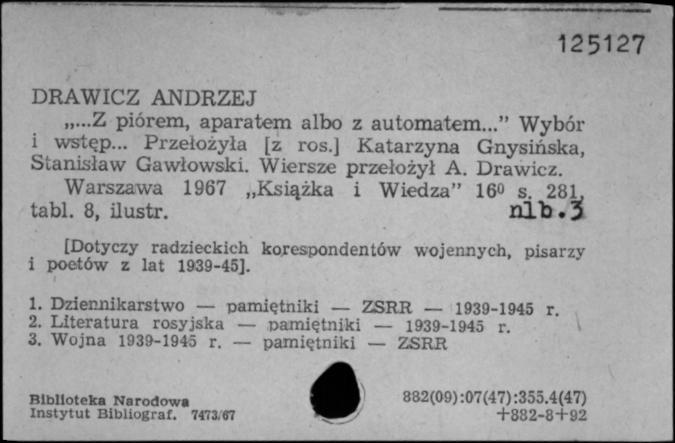 125127
DRAWICZ ANDRZEJ
„...Z piórem, aparatem albo z automatem...” Wybór
i wstęp... Przełożyła [z ros.] Katarzyna Gnysińska,
Stanisław Gawłowski. Wiersze przełożył A. Drawicz.
Warszawa 1967 „Książka i Wiedza” 16⁰ s. 281,
tabl. 8, ilustr. nlb.3
[Dotyczy radzieckich korespondentów wojennych, pisarzy
i poetów z lat 1939-45].
1. Dziennikarstwo — pamiętniki — ZSRR — 1939-1945 r.
2. Literatura rosyjska — pamiętniki — 1939-1945 r.
3. Wojna 1939-1945 r. — pamiętniki — ZSRR
Biblioteka Narodowa 882(09):07(47):355.4(47)
Instytut Bibliograf. 7473/67 +882-8+92